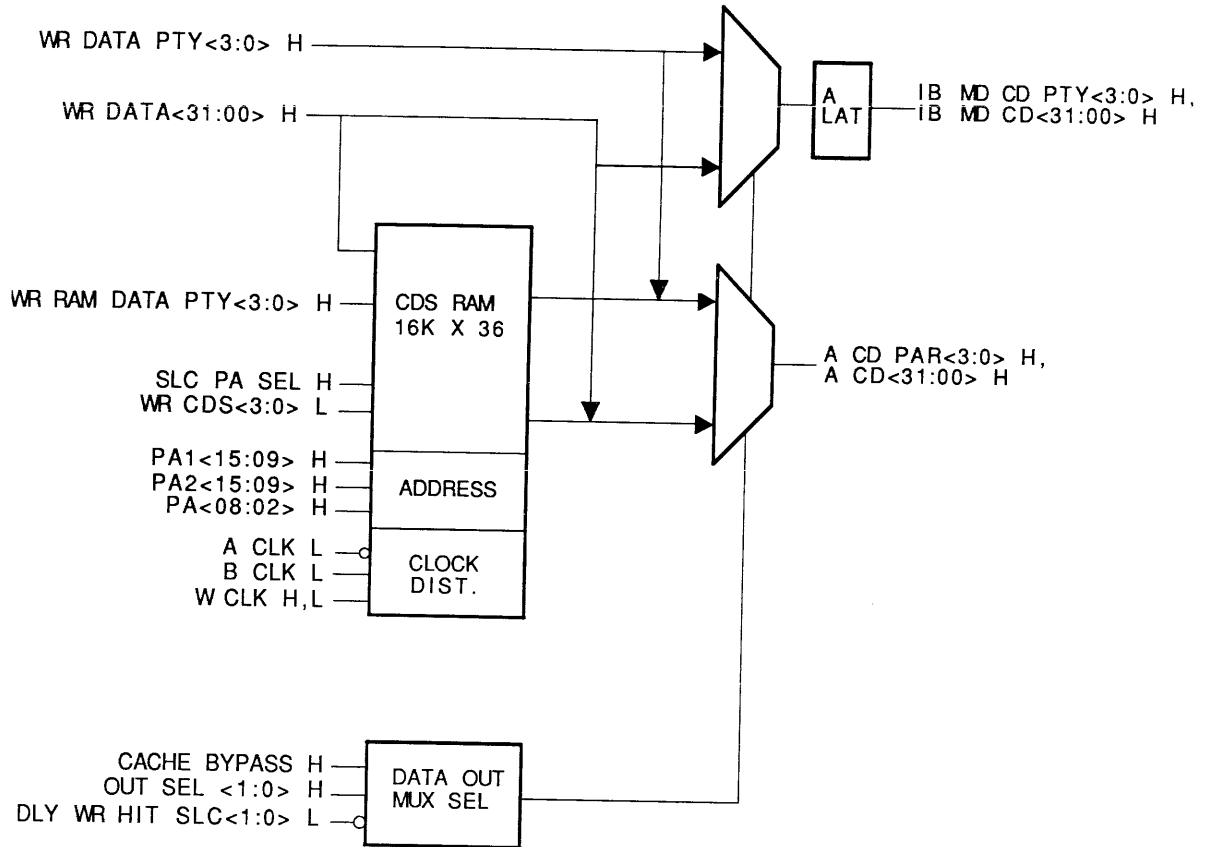 WR DATA PTY<3:0> H
WR DATA<31:00> H
A
LAT
IB MD CD PTY<3:0> H,
IB MD CD<31:00> H
WR RAM DATA PTY<3:0> H
CDS RAM
16K X 36
SLC PA SEL H
WR CDS<3:0> L
A CD PAR<3:0> H,
A CD<31:00> H
PA1<15:09> H
PA2<15:09> H
PA<08:02> H
ADDRESS
A CLK L
B CLK L
W CLK H,L
CLOCK
DIST.
CACHE BYPASS H
OUT SEL <1:0> H
DLY WR HIT SLC<1:0> L
DATA OUT
MUX SEL